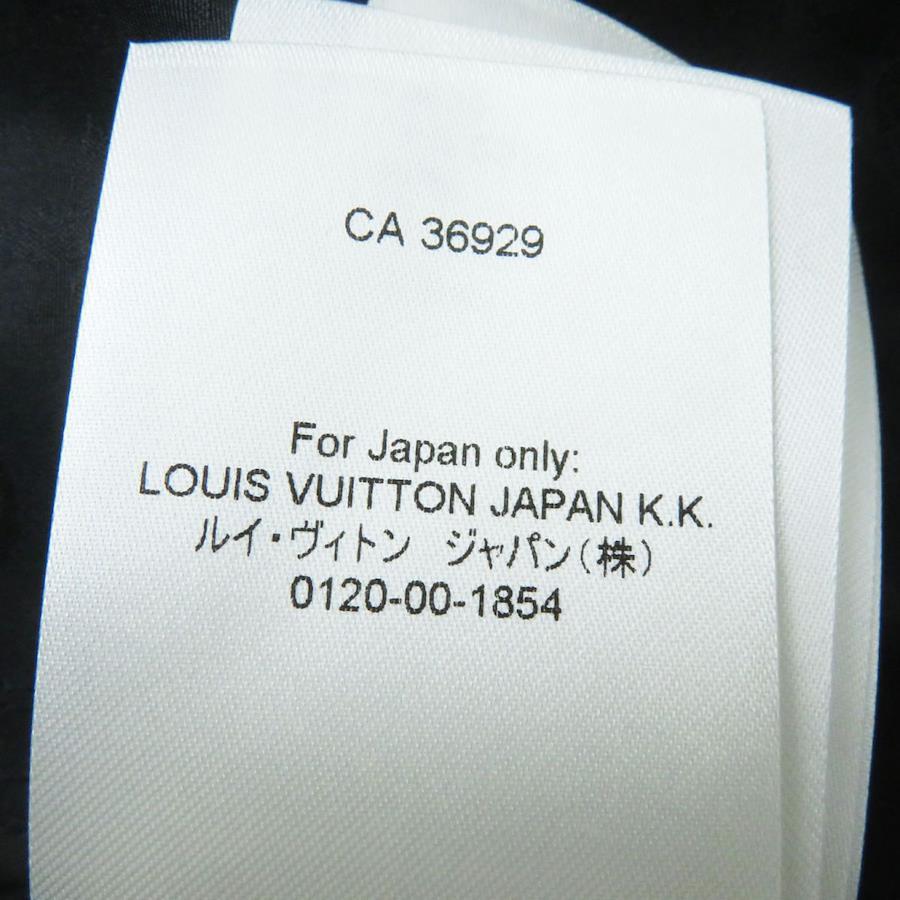 CA 36929
For Japan only:
LOUIS VUITTON JAPAN K.K.
ルイ・ヴィトン　ジャパン(株)
0120-00-1854